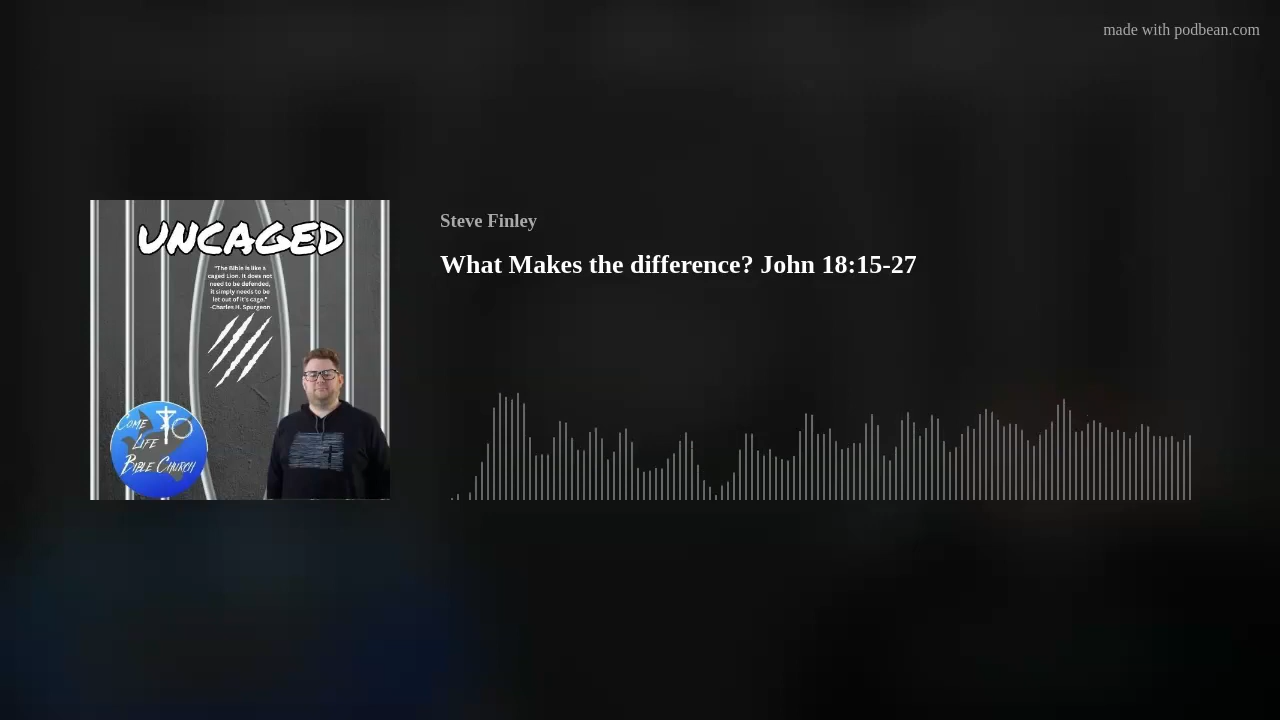 made with podbean.com
UNCAGED
"The Bible is like a
caged Lion. It does not
need to be defended,
it simply needs to be
let out of it's cage."
-Charles H. Spurgeon
COME
TO
LIFE
BIBLE CHURCH
Steve Finley
What Makes the difference? John 18:15-27